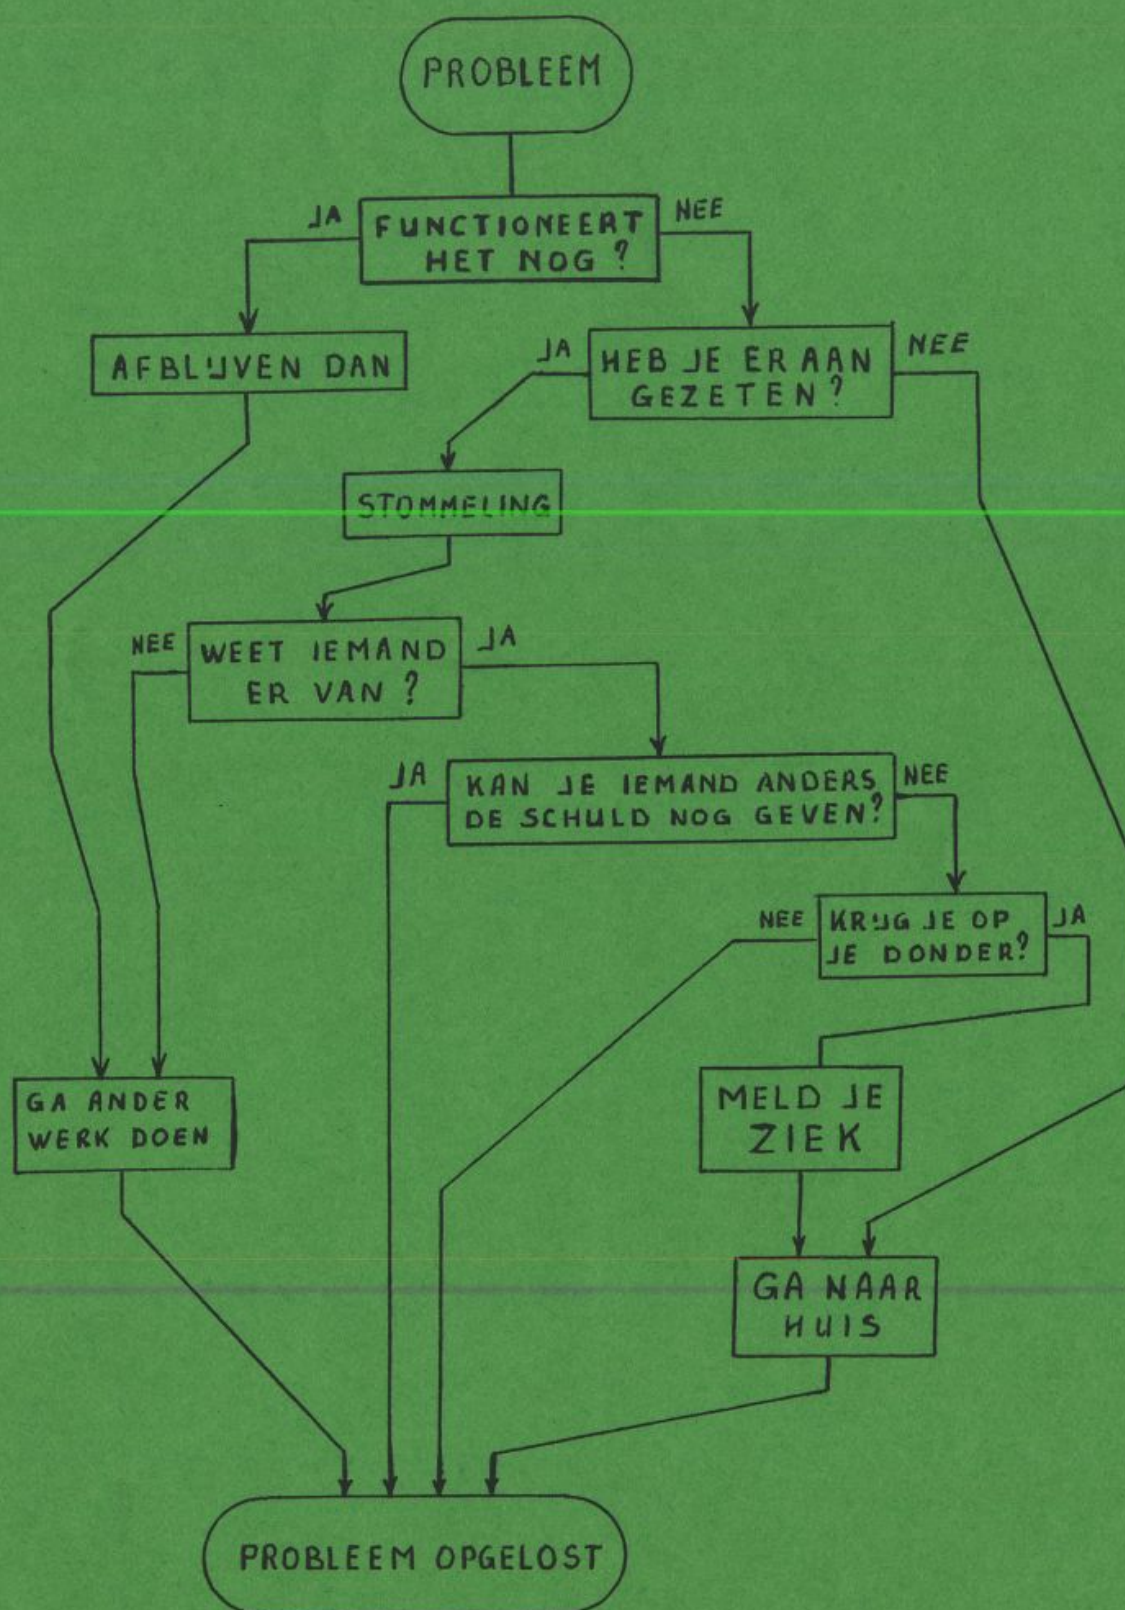 PROBLEEM
JA
FUNCTIONEERT
HET NOG ?
NEE
AFBLIJVEN DAN
JA
HEB JE ER AAN
GEZETEN ?
NEE
STOMMELING
NEE
WEET IEMAND
ER VAN ?
JA
JA
KAN JE IEMAND ANDERS
DE SCHULD NOG GEVEN?
NEE
NEE
KRIJG JE OP
JE DONDER?
JA
GA ANDER
WERK DOEN
MELD JE
ZIEK
GA NAAR
HUIS
PROBLEEM OPGELOST